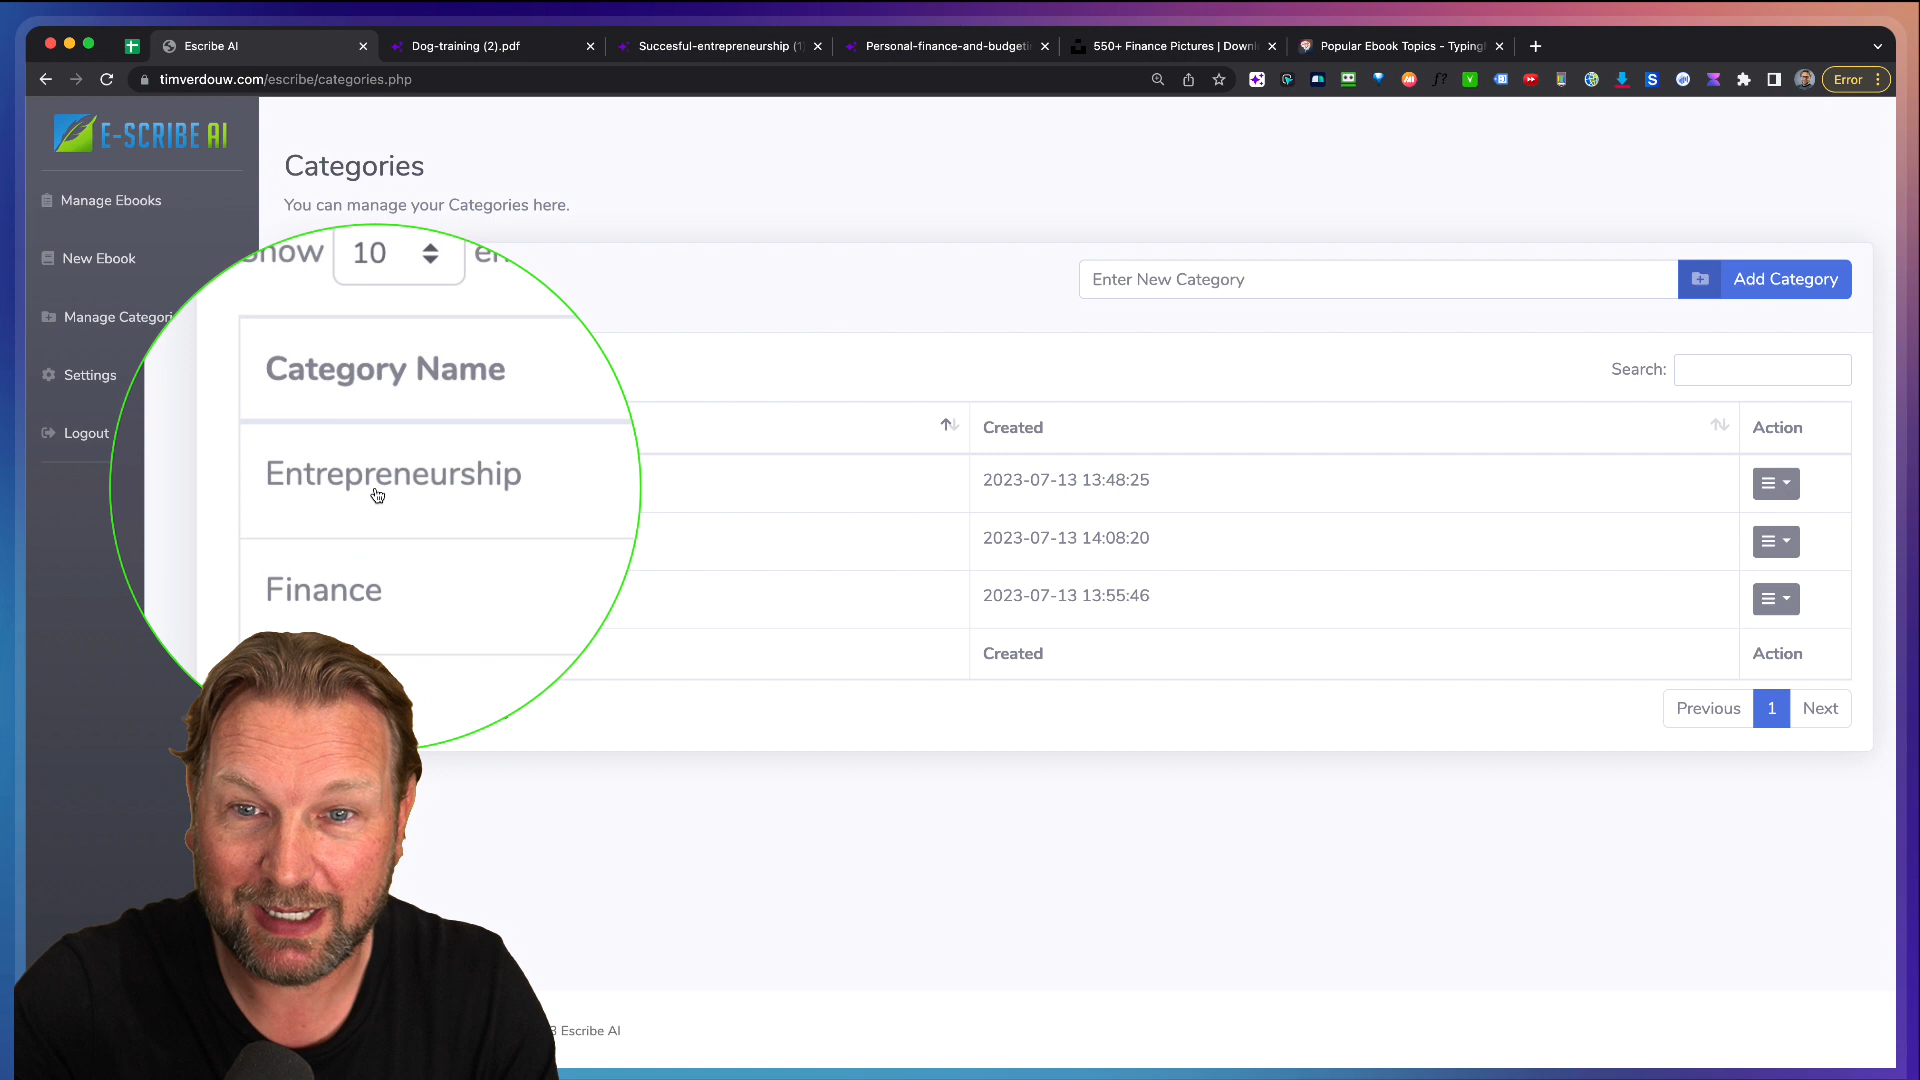 Escribe AI
Dog-training (2).pdf
Succesful-entrepreneurship (1)
Personal-finance-and-budgeti
550+ Finance Pictures | Downl
Popular Ebook Topics - Typing
timverdouw.com/escribe/categories.php
Error
E-SCRIBE AI
Manage Ebooks
New Ebook
Manage Categori
Settings
Logout
Categories
You can manage your Categories here.
Show 10 en
Enter New Category
Add Category
Search:
Category Name
Created
Action
Entrepreneurship
2023-07-13 13:48:25
2023-07-13 14:08:20
Finance
2023-07-13 13:55:46
Created
Action
Previous 1 Next
3 Escribe AI